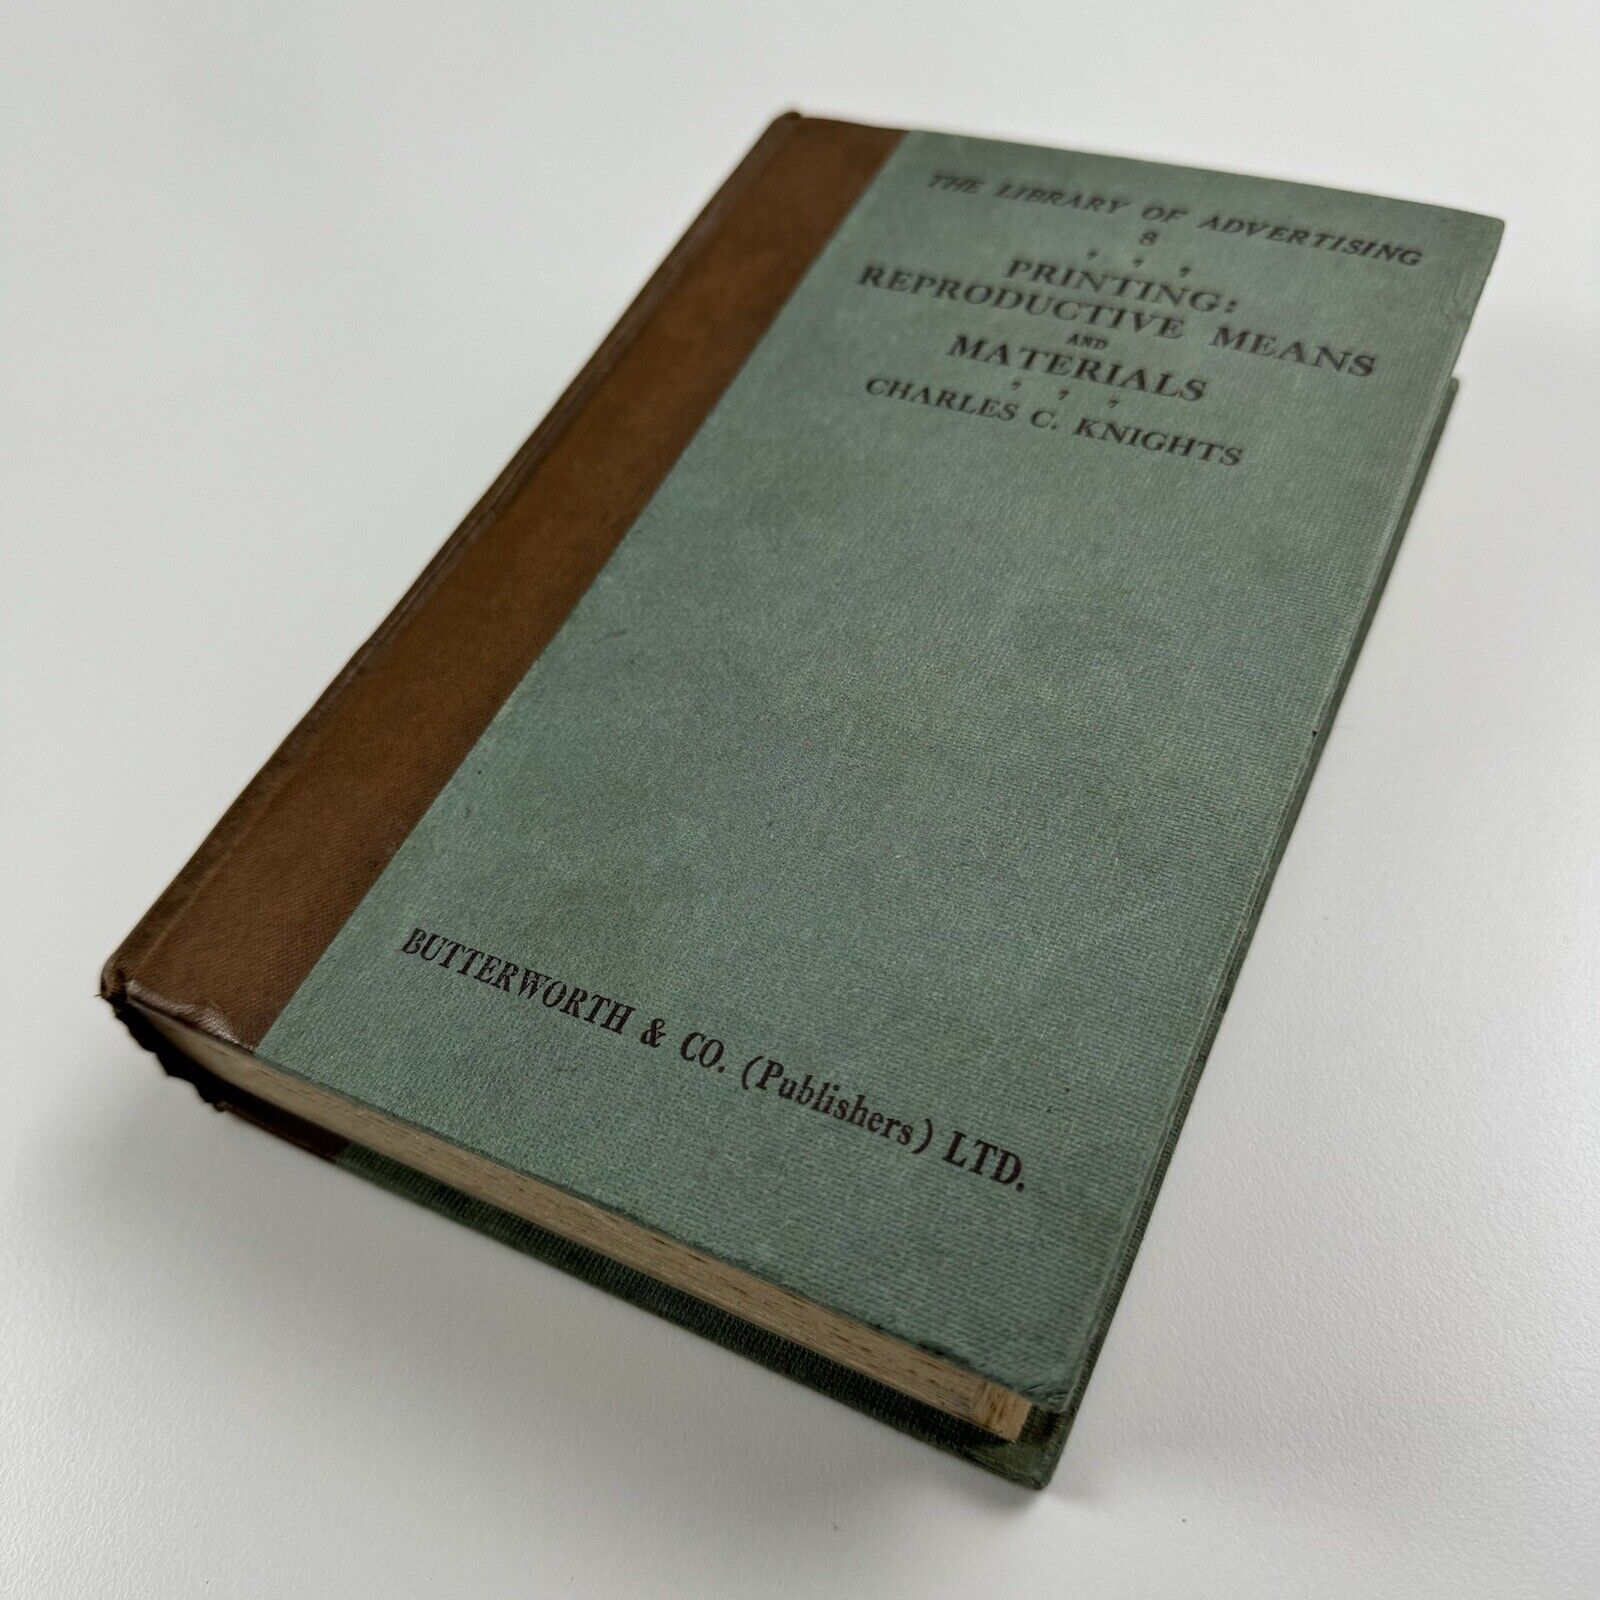 THE LIBRARY OF ADVERTISING
8
PRINTING:
REPRODUCTIVE MEANS
AND
MATERIALS
CHARLES C. KNIGHTS
BUTTERWORTH & CO. (Publishers) LTD.